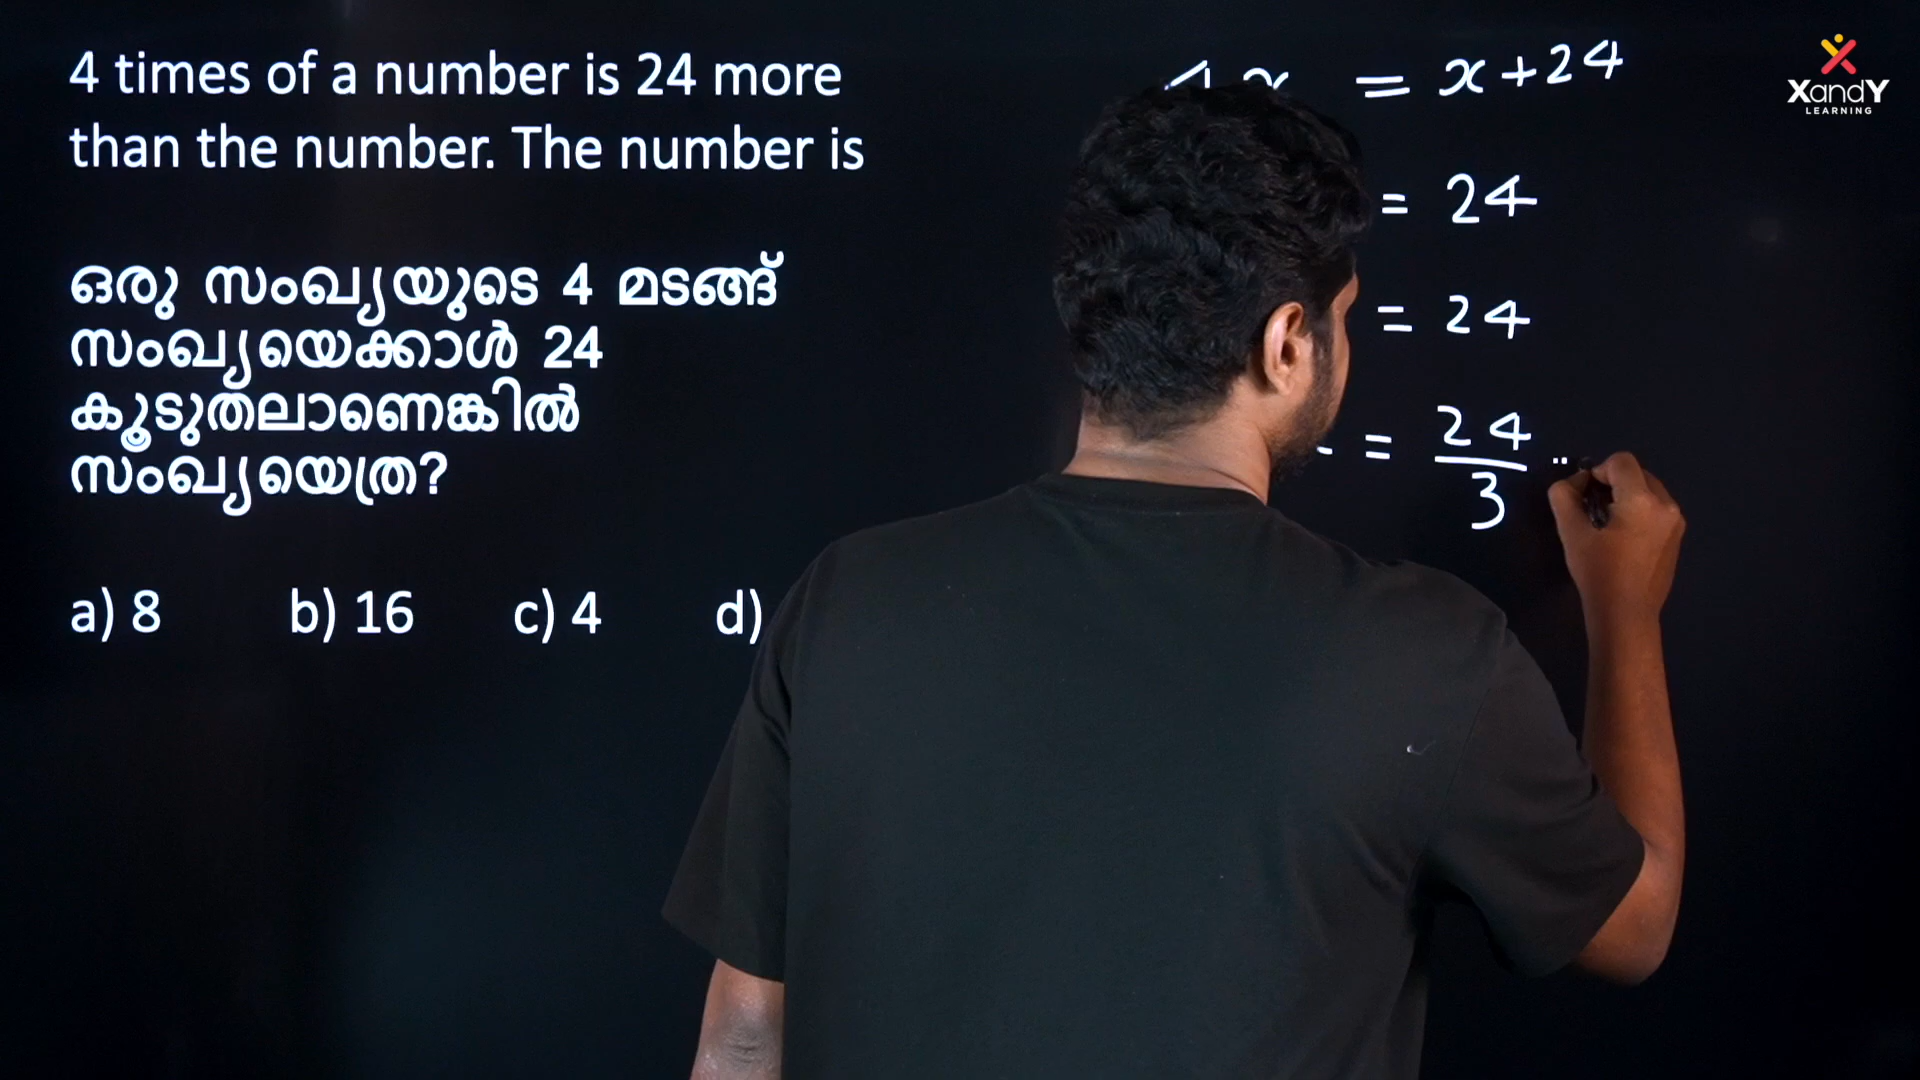 4 times of a number is 24 more
than the number. The number is
ഒരു സംഖ്യയുടെ 4 മടങ്ങ്
സംഖ്യയെക്കാൾ 24
കൂടുതലാണെങ്കിൽ
സംഖ്യയെത്ര?
a) 8 b) 16 c) 4 d)
= x + 24
= 24
= 24
= 24/3
XandY
LEARNING